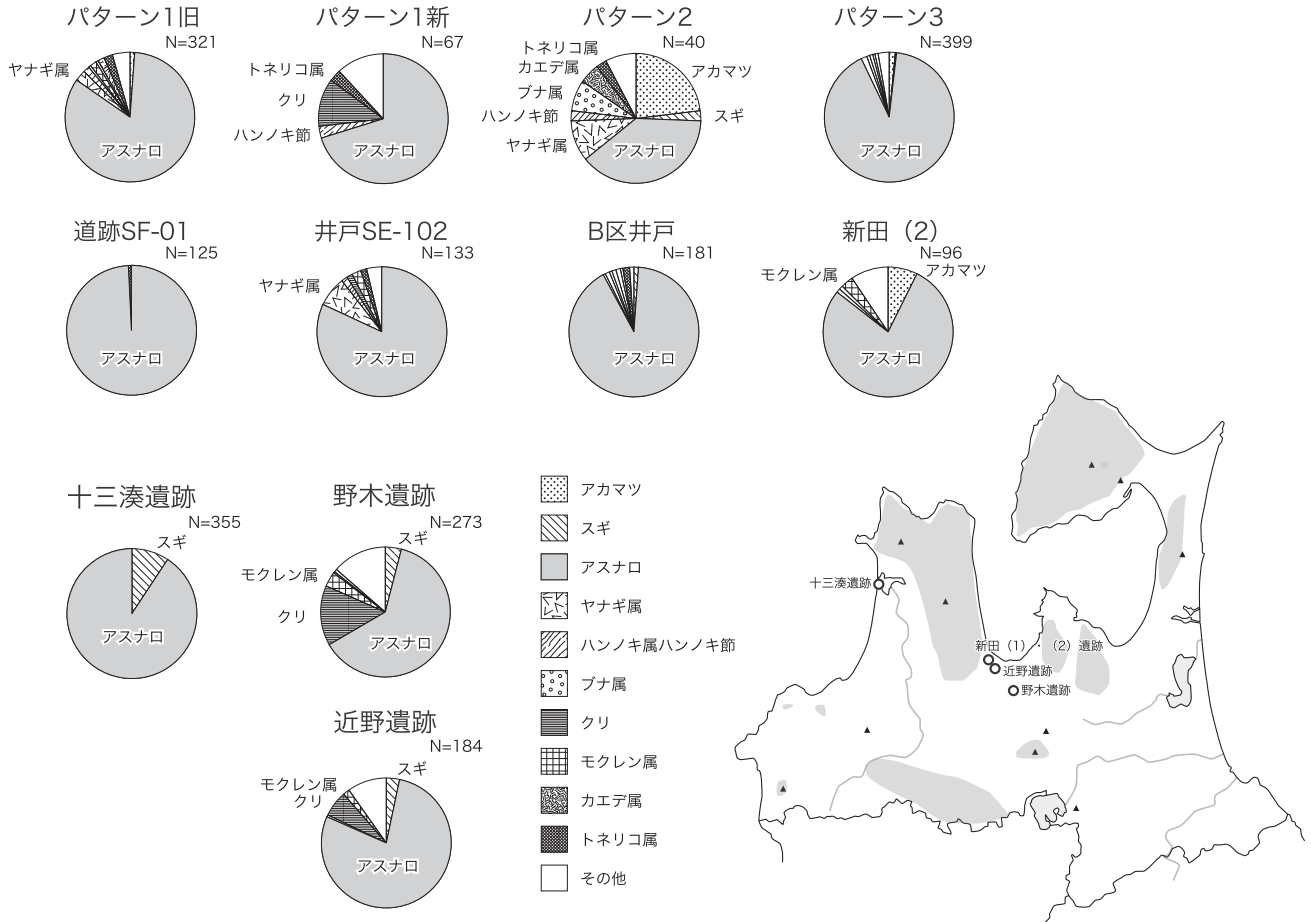 パターン1旧
N=321
ヤナギ属
アスナロ
パターン1新
N=67
トネリコ属
クリ
ハンノキ節
アスナロ
パターン2
N=40
トネリコ属
カエデ属
ブナ属
ハンノキ節
ヤナギ属
アカマツ
スギ
アスナロ
パターン3
N=399
アスナロ
道跡SF-01
N=125
アスナロ
井戸SE-102
N=133
ヤナギ属
アスナロ
B区井戸
N=181
アスナロ
新田（2）
N=96
モクレン属
アカマツ
アスナロ
十三湊遺跡
N=355
スギ
アスナロ
野木遺跡
N=273
スギ
モクレン属
クリ
アスナロ
近野遺跡
N=184
スギ
モクレン属
クリ
アスナロ
アカマツ
スギ
アスナロ
ヤナギ属
ハンノキ属ハンノキ節
ブナ属
クリ
モクレン属
カエデ属
トネリコ属
その他
十三湊遺跡
新田（1）・（2）遺跡
近野遺跡
野木遺跡